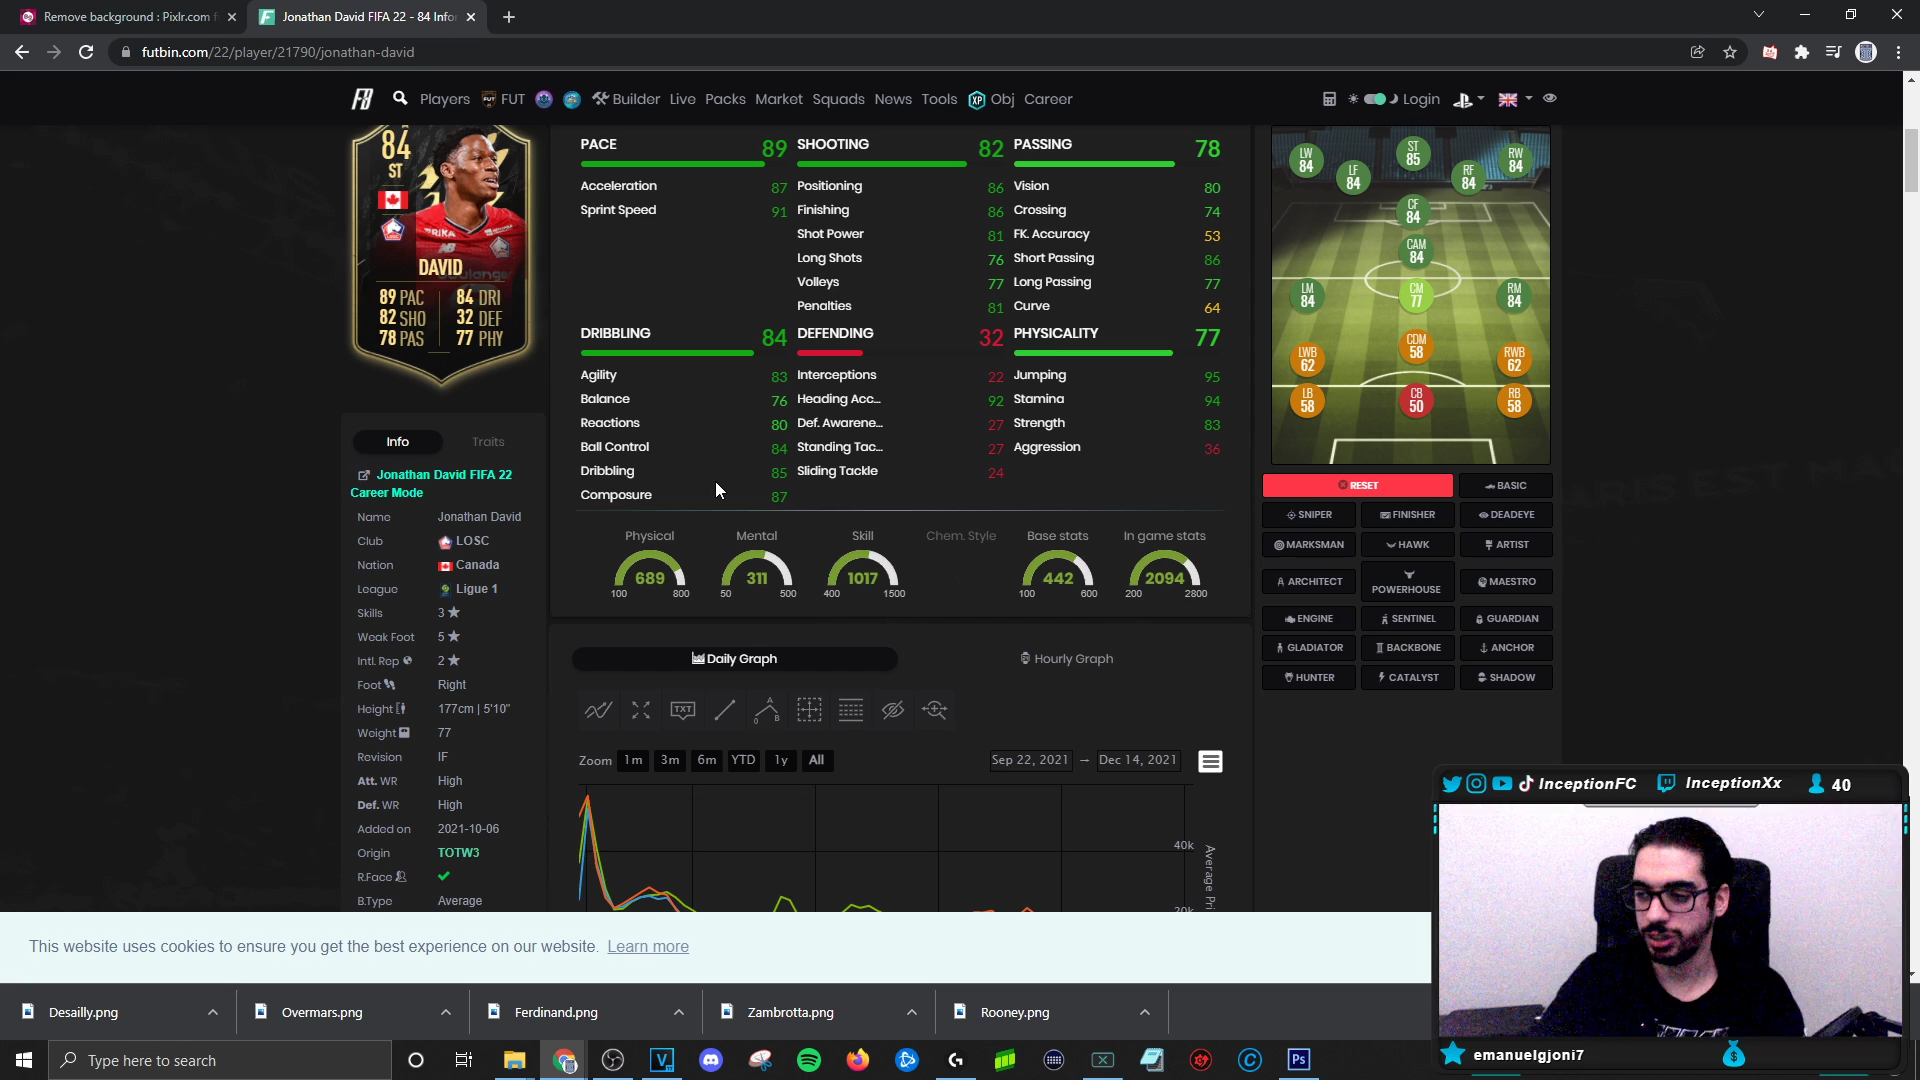 Remove background : Pixlr.com f
Jonathan David FIFA 22 - 84 Infor
futbin.com/22/player/21790/jonathan-david
Players FUT Builder Live Packs Market Squads News Tools XP Obj Career
Login
84
ST
DAVID
89 PAC 84 DRI
82 SHO 32 DEF
78 PAS 77 PHY
PACE 89 SHOOTING 82 PASSING 78
Acceleration 87 Positioning 86 Vision 80
Sprint Speed 91 Finishing 86 Crossing 74
Shot Power 81 FK. Accuracy 53
Long Shots 76 Short Passing 86
Volleys 77 Long Passing 77
Penalties 81 Curve 64
DRIBBLING 84 DEFENDING 32 PHYSICALITY 77
Agility 83 Interceptions 22 Jumping 95
Balance 76 Heading Acc... 92 Stamina 94
Reactions 80 Def. Awarene... 27 Strength 83
Ball Control 84 Standing Tac... 27 Aggression 36
Dribbling 85 Sliding Tackle 24
Composure 87
Physical Mental Skill Chem. Style Base stats In game stats
689 311 1017 442 2094
100 800 50 500 400 1500 100 600 200 2800
LW 84 ST 85 RW 84
LF 84 RF 84
CF 84
CAM 84
LM 84 CM 77 RM 84
CDM 58
LWB 62 RWB 62
LB 58 CB 50 RB 58
RESET BASIC
SNIPER FINISHER DEADEYE
MARKSMAN HAWK ARTIST
ARCHITECT POWERHOUSE MAESTRO
ENGINE SENTINEL GUARDIAN
GLADIATOR BACKBONE ANCHOR
HUNTER CATALYST SHADOW
Info Traits
Jonathan David FIFA 22
Career Mode
Name Jonathan David
Club LOSC
Nation Canada
League Ligue 1
Skills 3
Weak Foot 5
Intl. Rep 2
Foot Right
Height 177cm | 5'10"
Weight 77
Revision IF
Att. WR High
Def. WR High
Added on 2021-10-06
Origin TOTW3
R.Face
B.Type Average
Daily Graph Hourly Graph
TXT
Zoom 1m 3m 6m YTD 1y All Sep 22, 2021 → Dec 14, 2021
40k
20k
Average Pri
This website uses cookies to ensure you get the best experience on our website. Learn more
InceptionFC InceptionXx 40
emanuelgjoni7
Desailly.png Overmars.png Ferdinand.png Zambrotta.png Rooney.png
Type here to search
Ps